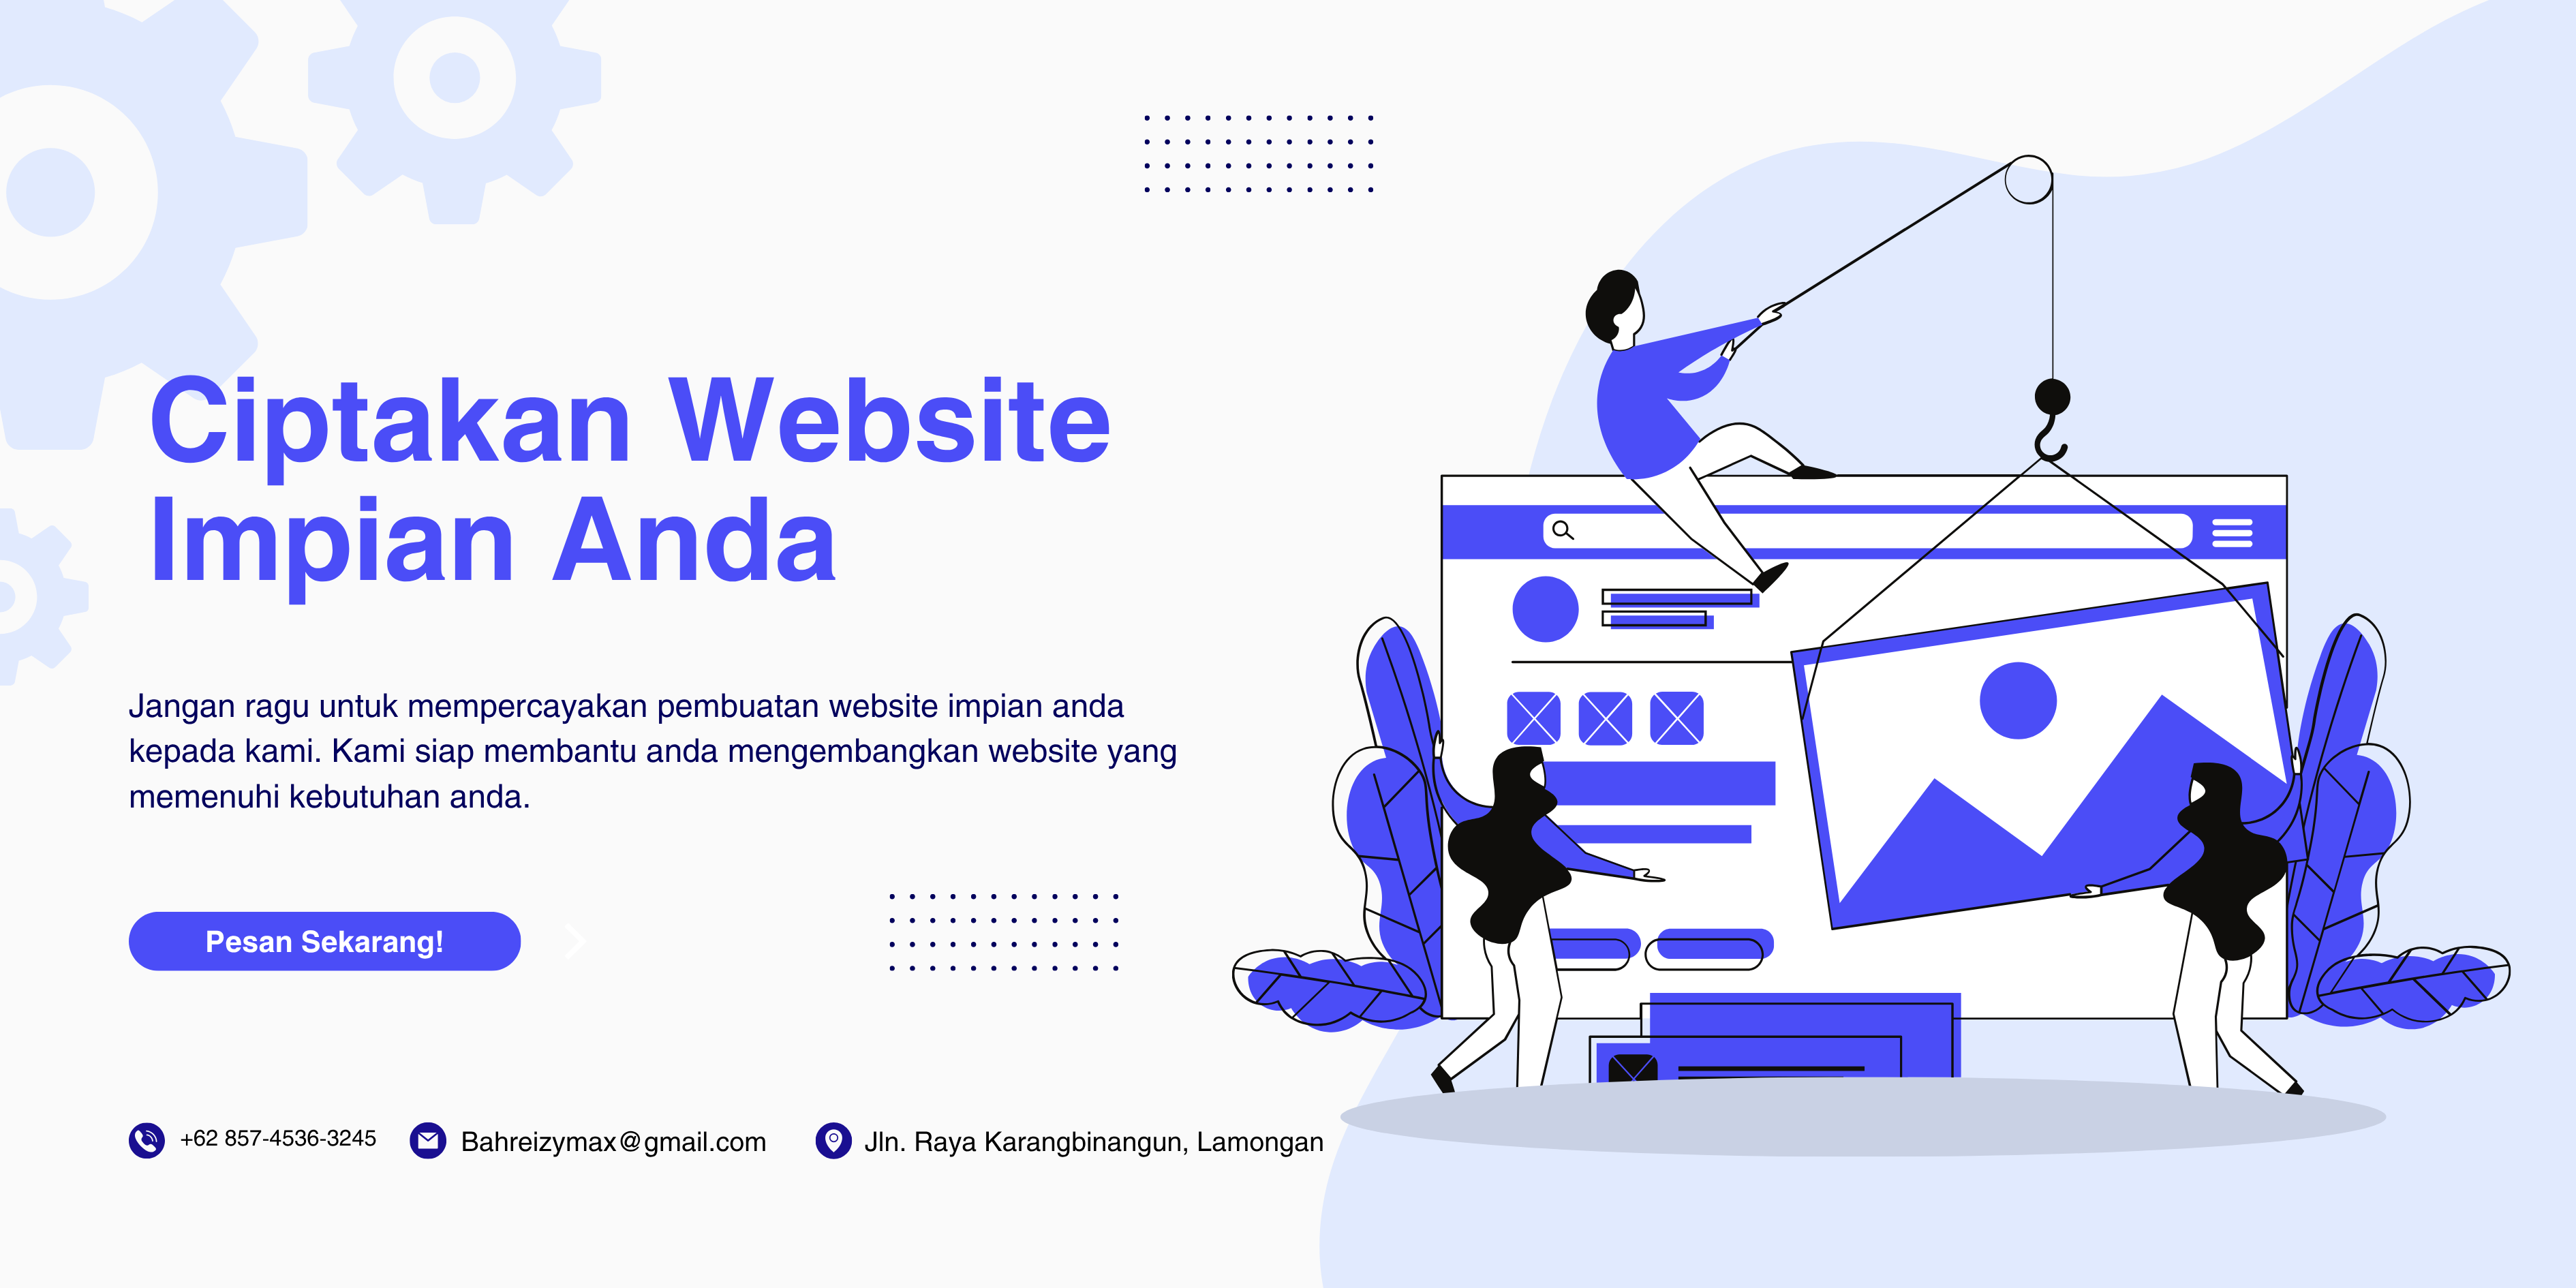 Ciptakan Website
Impian Anda
Jangan ragu untuk mempercayakan pembuatan website impian anda
kepada kami. Kami siap membantu anda mengembangkan website yang
memenuhi kebutuhan anda.
Pesan Sekarang!
+62 857-4536-3245
Bahreizymax@gmail.com
Jln. Raya Karangbinangun, Lamongan